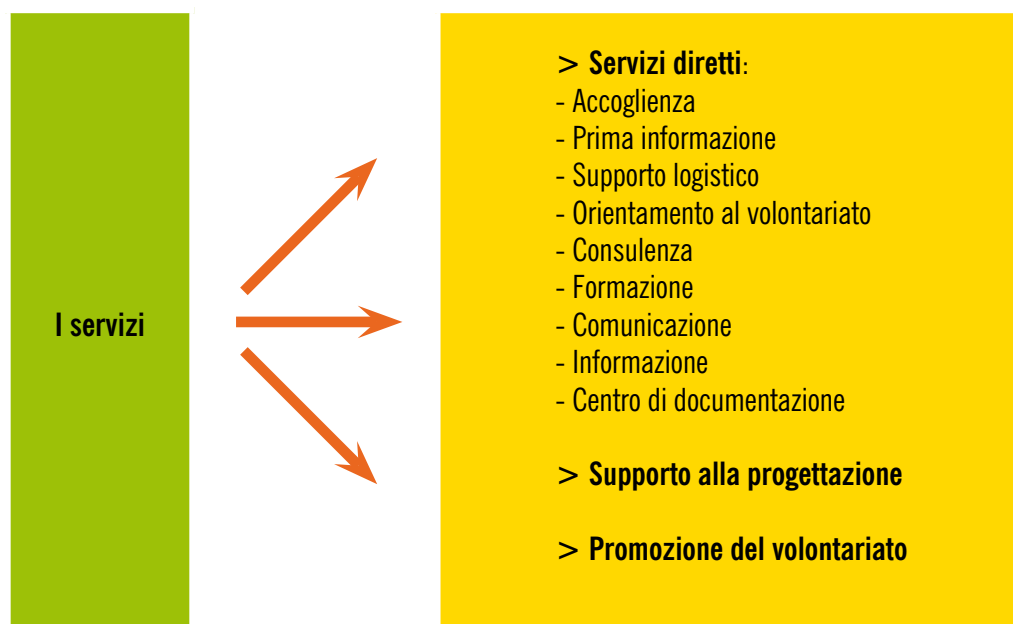 I servizi
> Servizi diretti:
- Accoglienza
- Prima informazione
- Supporto logistico
- Orientamento al volontariato
- Consulenza
- Formazione
- Comunicazione
- Informazione
- Centro di documentazione
> Supporto alla progettazione
> Promozione del volontariato